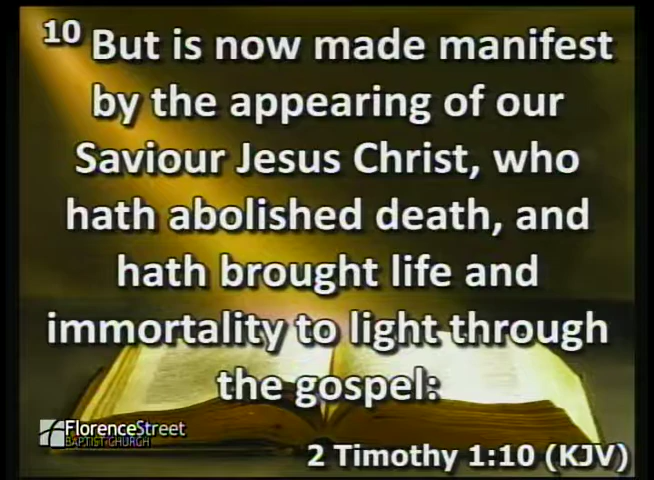 10 But is now made manifest
by the appearing of our
Saviour Jesus Christ, who
hath abolished death, and
hath brought life and
immortality to light through
the gospel:
FlorenceStreet
BAPTIST CHURCH
2 Timothy 1:10 (KJV)